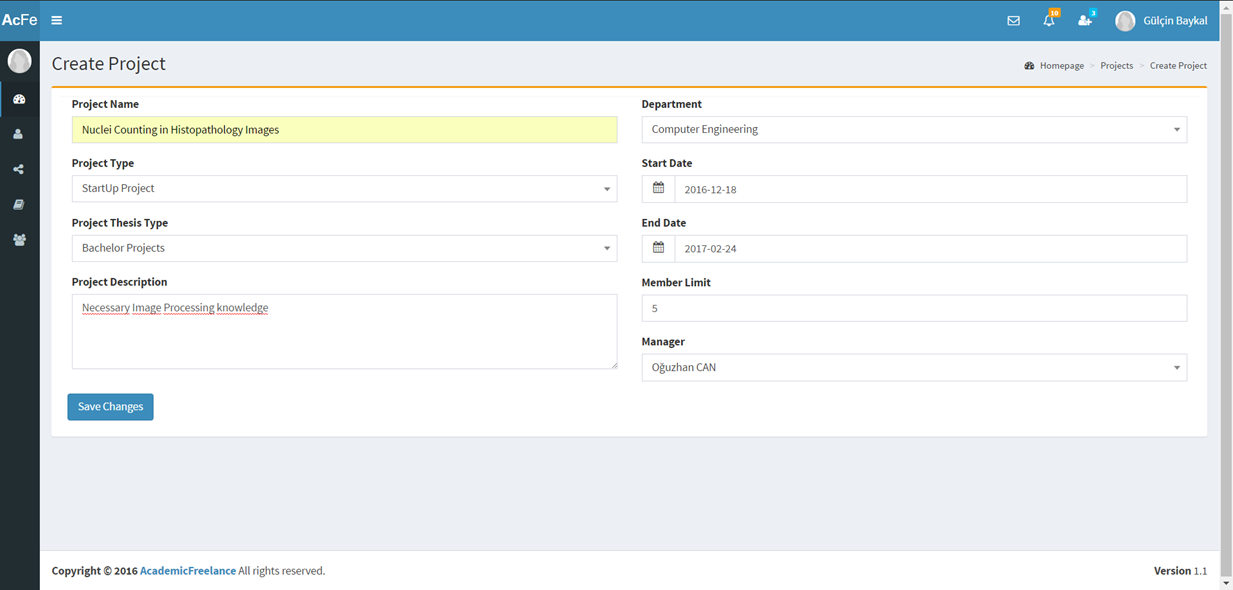 AcFe
10
3
Gülçin Baykal
Create Project
Homepage > Projects > Create Project
Project Name
Nuclei Counting in Histopathology Images
Project Type
StartUp Project
Project Thesis Type
Bachelor Projects
Project Description
Necessary Image Processing knowledge
Save Changes
Department
Computer Engineering
Start Date
2016-12-18
End Date
2017-02-24
Member Limit
5
Manager
Oğuzhan CAN
Copyright © 2016 AcademicFreelance All rights reserved.
Version 1.1